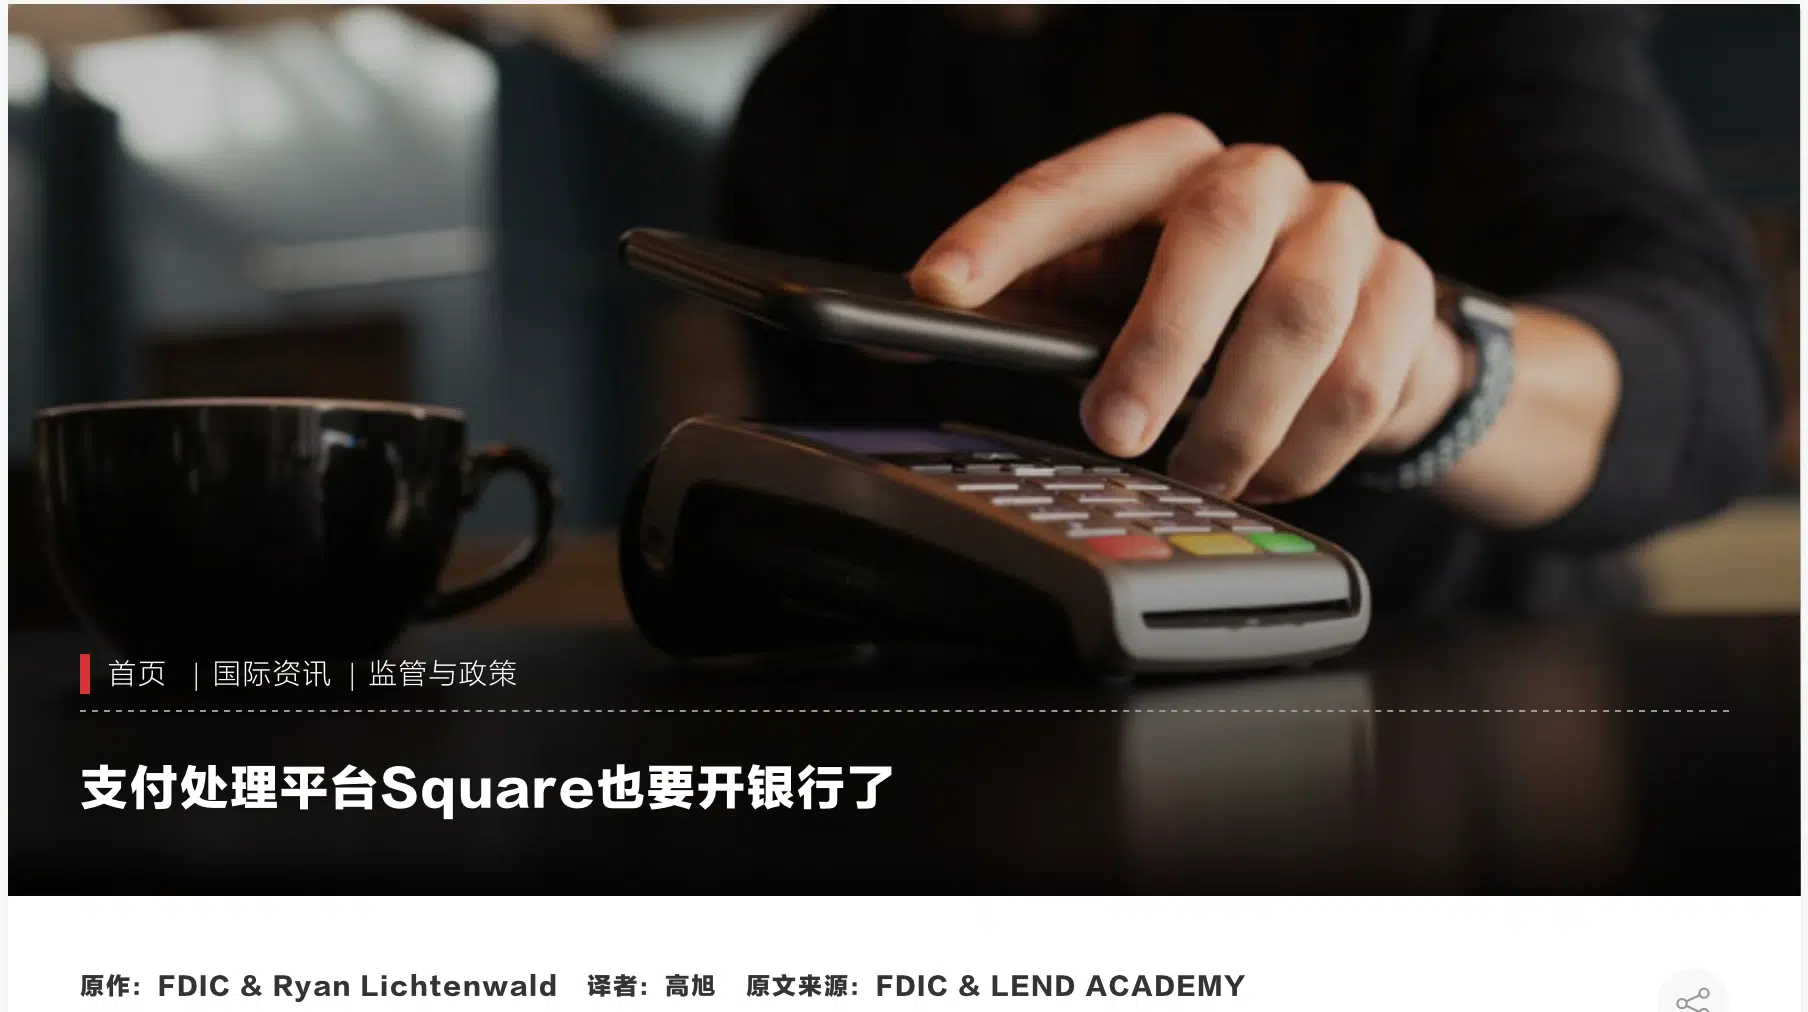 首页 | 国际资讯 | 监管与政策
支付处理平台Square也要开银行了
原作：FDIC & Ryan Lichtenwald 译者：高旭 原文来源：FDIC & LEND ACADEMY